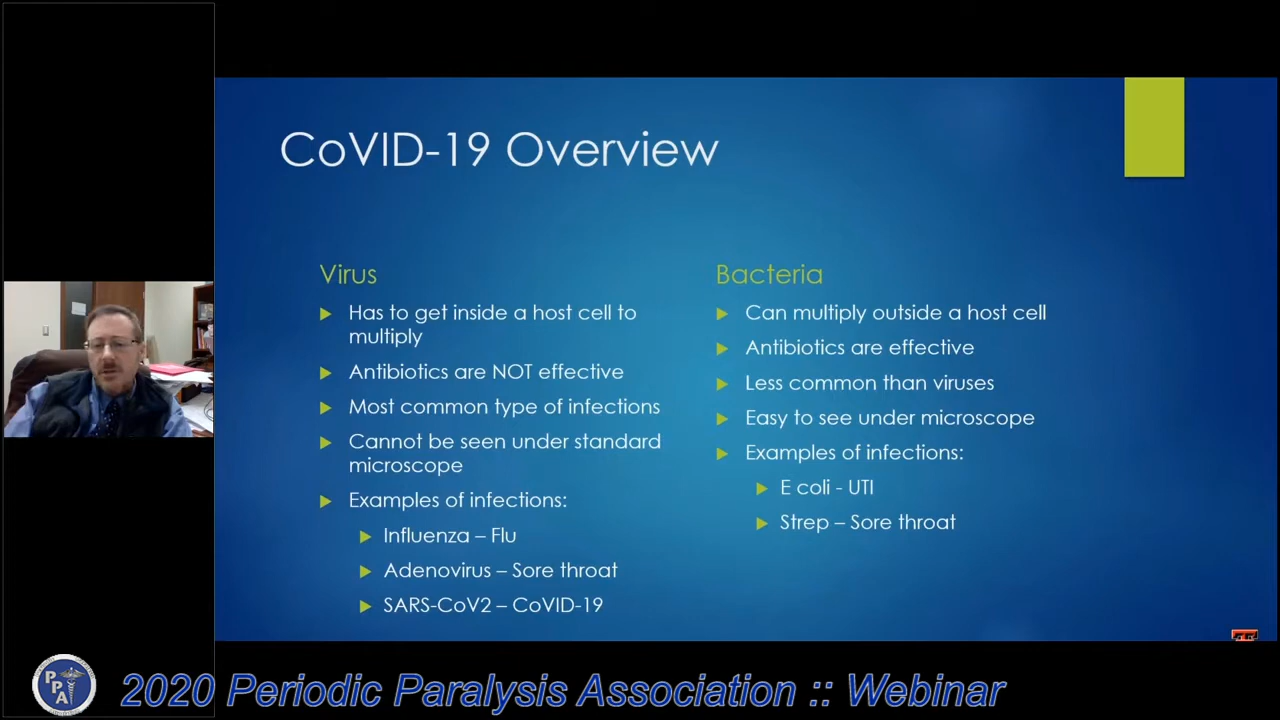 CoVID-19 Overview
Virus
Has to get inside a host cell to
multiply
Antibiotics are NOT effective
Most common type of infections
Cannot be seen under standard
microscope
Examples of infections:
Influenza – Flu
Adenovirus – Sore throat
SARS-CoV2 – CoVID-19
Bacteria
Can multiply outside a host cell
Antibiotics are effective
Less common than viruses
Easy to see under microscope
Examples of infections:
E coli - UTI
Strep – Sore throat
PPA
2020 Periodic Paralysis Association :: Webinar